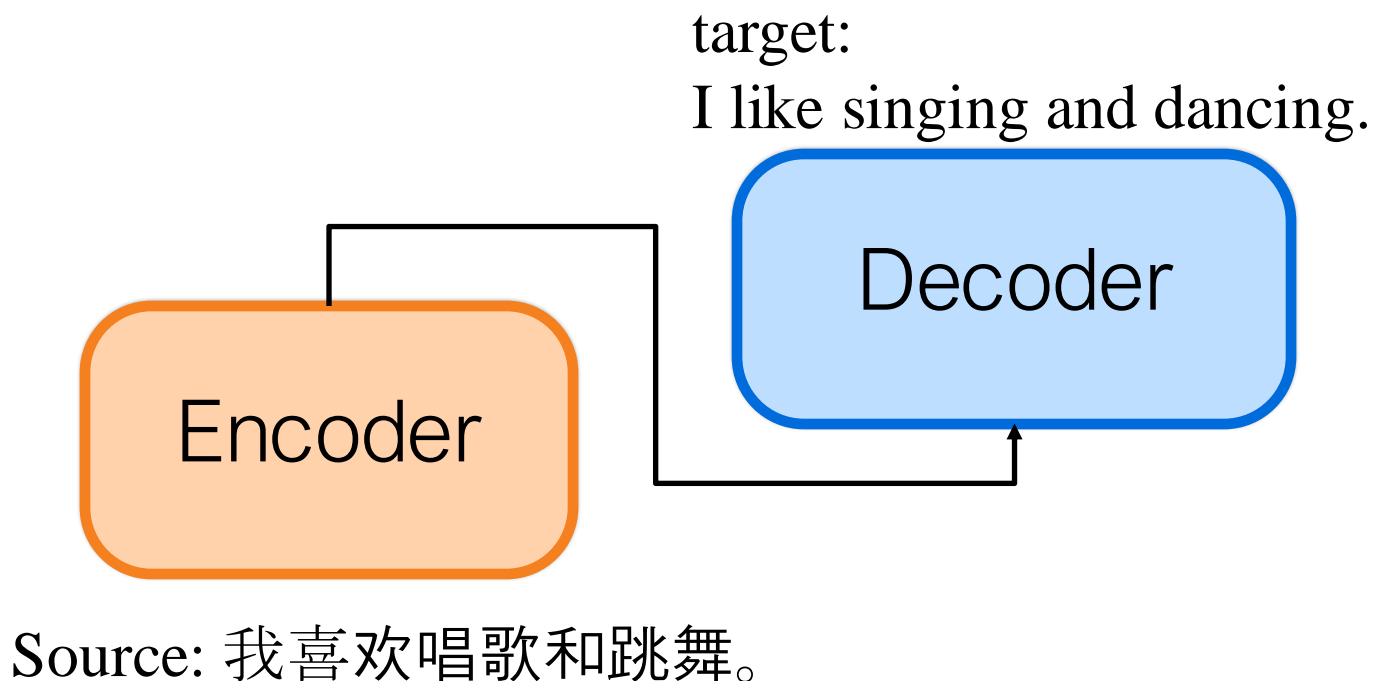 target:
I like singing and dancing.
Decoder
Encoder
Source: 我喜欢唱歌和跳舞。